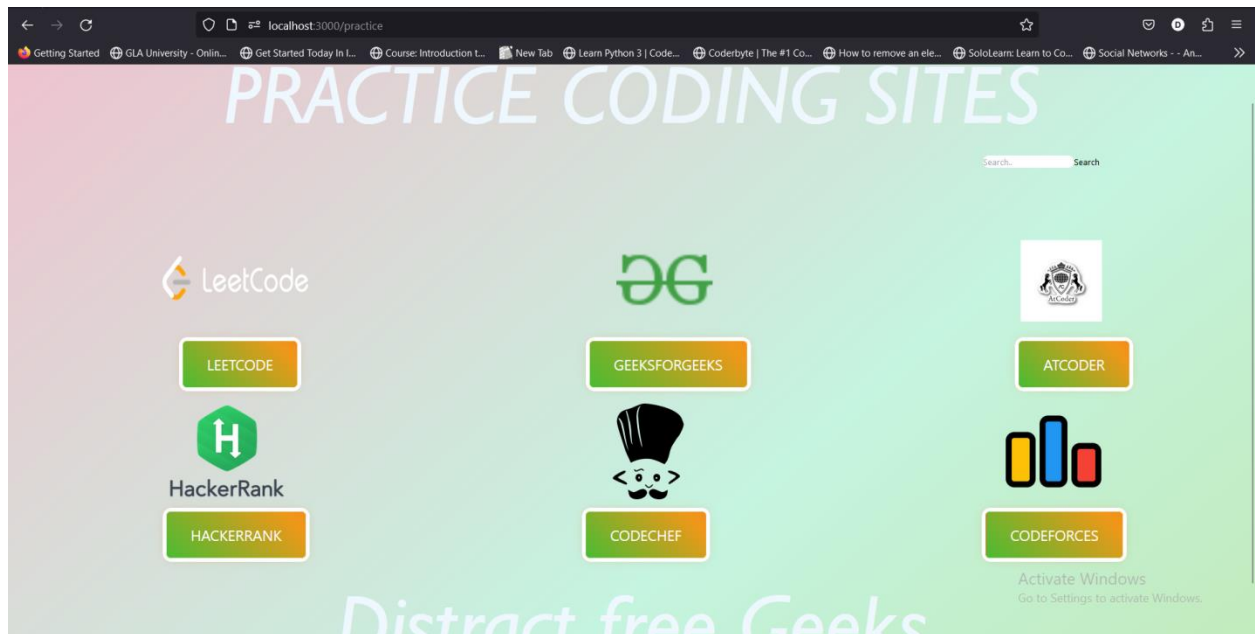 localhost:3000/practice
Getting Started GLA University - Onlin... Get Started Today In I... Course: Introduction t... New Tab Learn Python 3 | Code... Coderbyte | The #1 Co... How to remove an ele... SoloLearn: Learn to Co... Social Networks - - An...
PRACTICE CODING SITES
Search.. Search
LeetCode
GG
AtCoder
LEETCODE GEEKSFORGEEKS ATCODER
H
HackerRank
HACKERRANK CODECHEF CODEFORCES
Activate Windows
Go to Settings to activate Windows.
Distract free Geeks